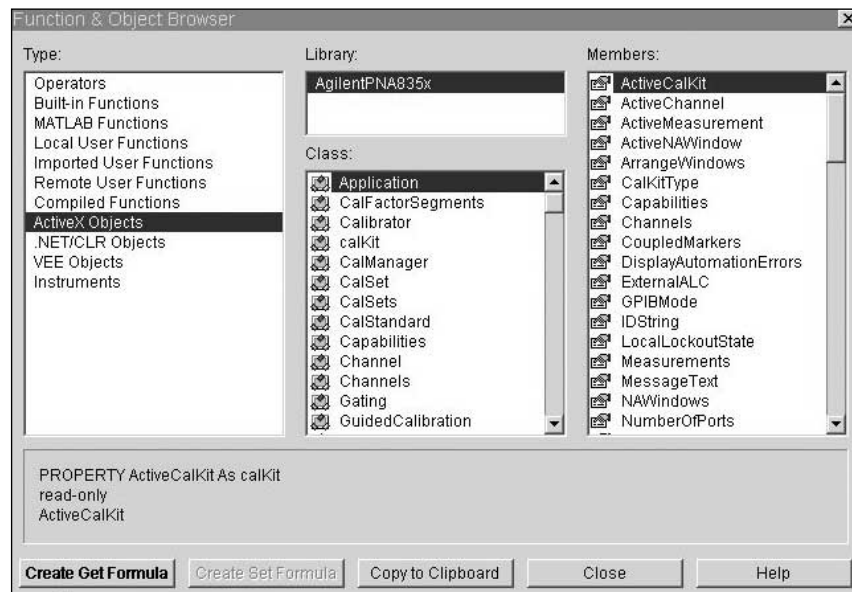 Function & Object Browser
Type:
Operators
Built-in Functions
MATLAB Functions
Local User Functions
Imported User Functions
Remote User Functions
Compiled Functions
ActiveX Objects
.NET/CLR Objects
VEE Objects
Instruments
Library:
AgilentPNA835x
Class:
Application
CalFactorSegments
Calibrator
calKit
CalManager
CalSet
CalSets
CalStandard
Capabilities
Channel
Channels
Gating
GuidedCalibration
Members:
ActiveCalKit
ActiveChannel
ActiveMeasurement
ActiveNAWindow
ArrangeWindows
CalKitType
Capabilities
Channels
CoupledMarkers
DisplayAutomationErrors
ExternalALC
GPIBMode
IDString
LocalLockoutState
Measurements
MessageText
NAWindows
NumberOfPorts
PROPERTY ActiveCalKit As calKit
read-only
ActiveCalKit
Create Get Formula
Create Set Formula
Copy to Clipboard
Close
Help